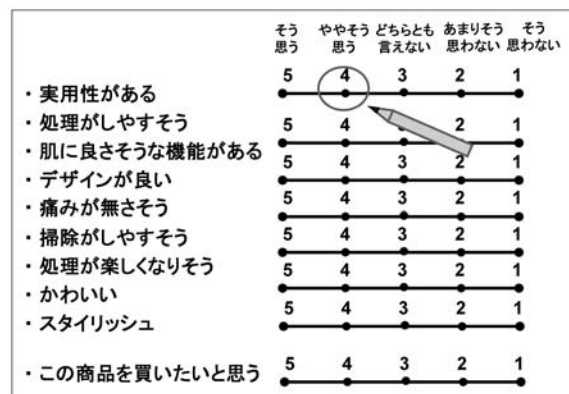 そう
思う
ややそう
思う
どちらとも
言えない
あまりそう
思わない
そう
思わない
5 4 3 2 1
・実用性がある
・処理がしやすそう
5 4 2 1
・肌に良さそうな機能がある
5 4 3 2 1
・デザインが良い
5 4 3 2 1
・痛みが無さそう
5 4 3 2 1
・掃除がしやすそう
・処理が楽しくなりそう
5 4 3 2 1
・かわいい
5 4 3 2 1
・スタイリッシュ
5 4 3 2 1
・この商品を買いたいと思う